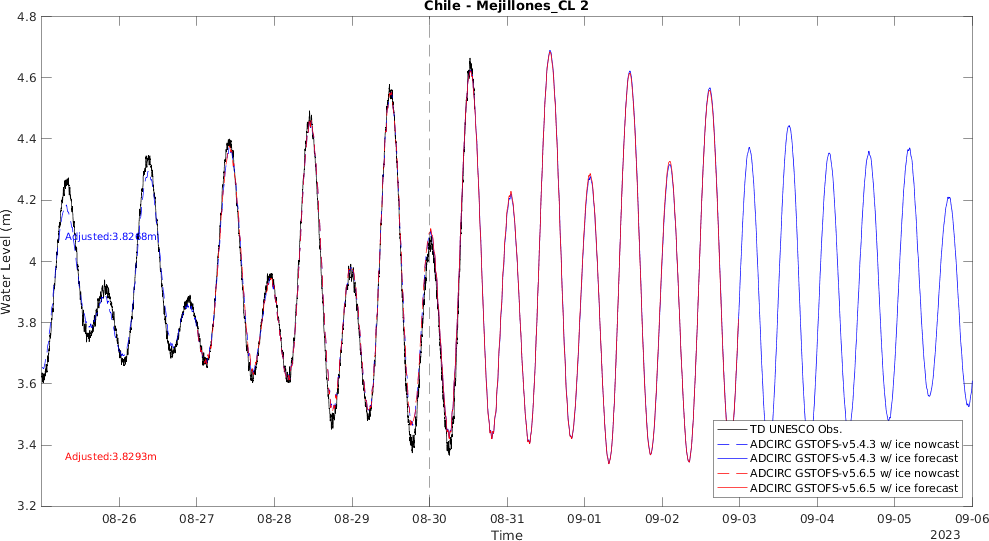 Chile - Mejillones_CL 2
4.8
4.6
4.4
4.2
4
3.8
3.6
3.4
3.2
Water Level (m)
Adjusted:3.8268m
Adjusted:3.8293m
TD UNESCO Obs.
ADCIRC GSTOFS-v5.4.3 w/ ice nowcast
ADCIRC GSTOFS-v5.4.3 w/ ice forecast
ADCIRC GSTOFS-v5.6.5 w/ ice nowcast
ADCIRC GSTOFS-v5.6.5 w/ ice forecast
08-26 08-27 08-28 08-29 08-30 08-31 09-01 09-02 09-03 09-04 09-05 09-06
Time
2023